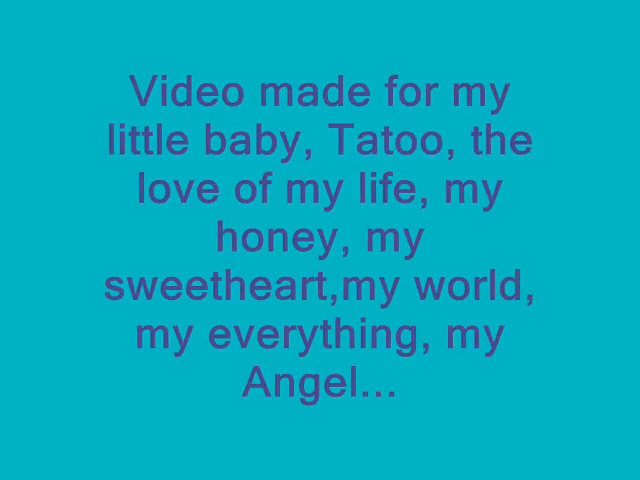 Video made for my
little baby, Tatoo, the
love of my life, my
honey, my
sweetheart,my world,
my everything, my
Angel...